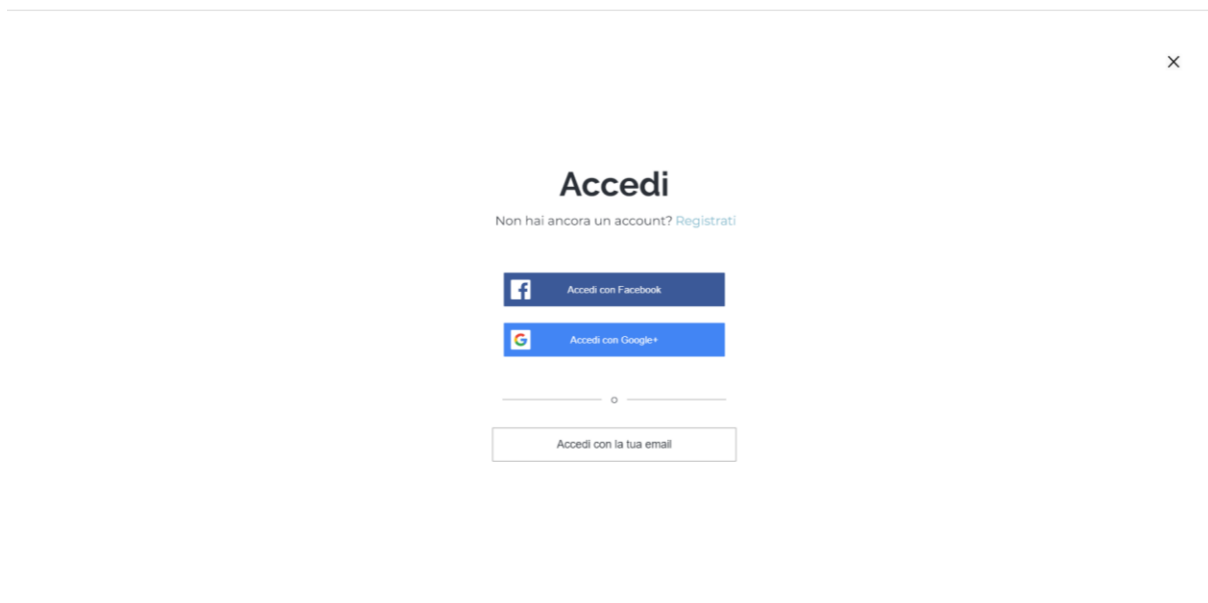 Accedi
Non hai ancora un account? Registrati
Accedi con Facebook
Accedi con Google+
o
Accedi con la tua email